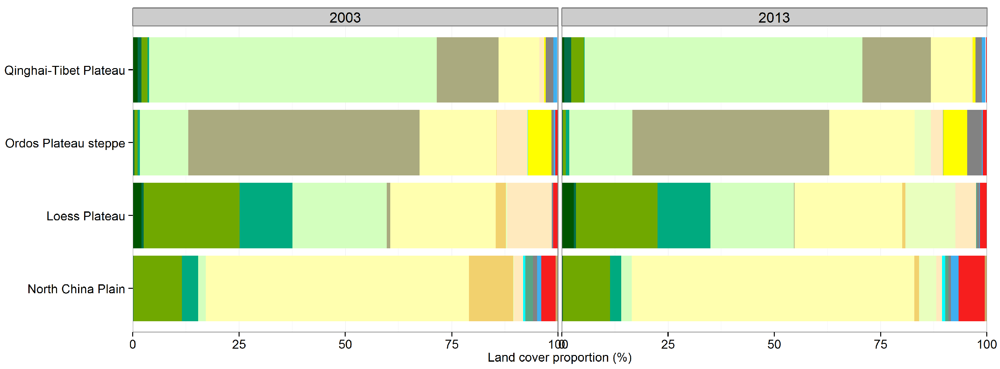 2003
2013
Qinghai-Tibet Plateau
Ordos Plateau steppe
Loess Plateau
North China Plain
0 25 50 75 100 0 25 50 75 100
Land cover proportion (%)